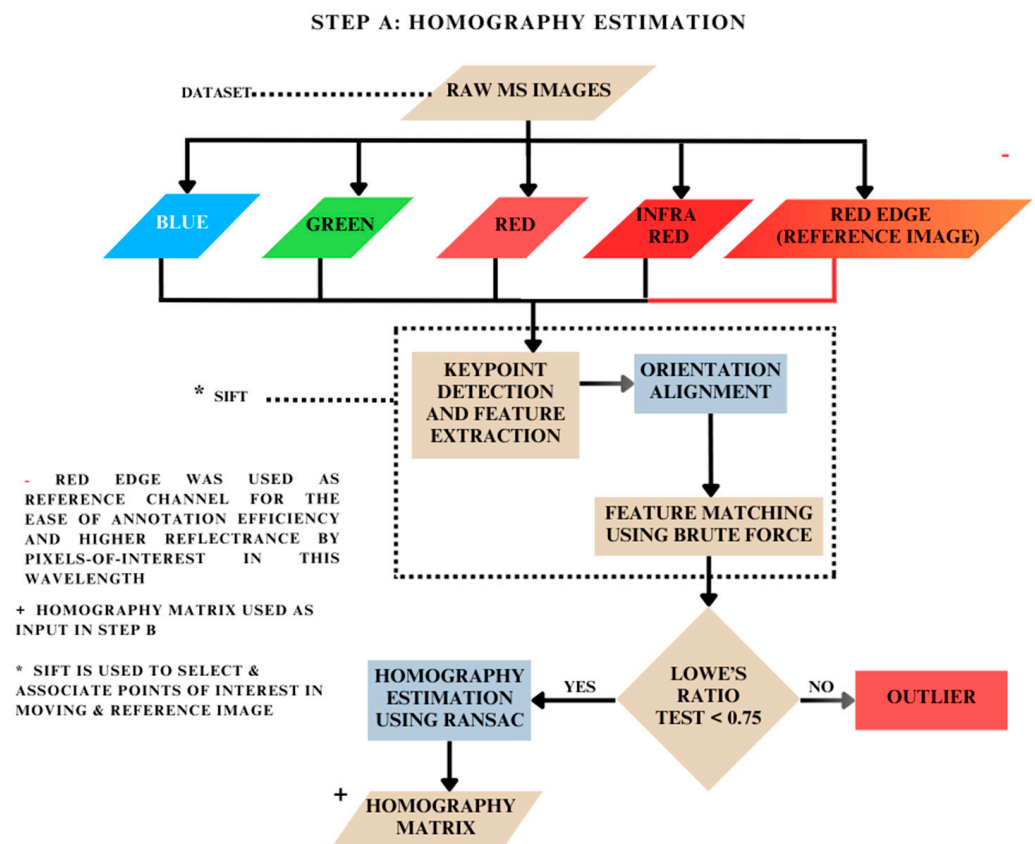 STEP A: HOMOGRAPHY ESTIMATION
DATASET
RAW MS IMAGES
-
BLUE
GREEN
RED
INFRA
RED
RED EDGE
(REFERENCE IMAGE)
* SIFT
KEYPOINT
DETECTION
AND FEATURE
EXTRACTION
ORIENTATION
ALIGNMENT
FEATURE MATCHING
USING BRUTE FORCE
- RED EDGE WAS USED AS
REFERENCE CHANNEL FOR THE
EASE OF ANNOTATION EFFICIENCY
AND HIGHER REFLECTRANCE BY
PIXELS-OF-INTEREST IN THIS
WAVELENGTH
+ HOMOGRAPHY MATRIX USED AS
INPUT IN STEP B
* SIFT IS USED TO SELECT &
ASSOCIATE POINTS OF INTEREST IN
MOVING & REFERENCE IMAGE
HOMOGRAPHY
ESTIMATION
USING RANSAC
YES
LOWE'S
RATIO
TEST < 0.75
NO
OUTLIER
+
HOMOGRAPHY
MATRIX